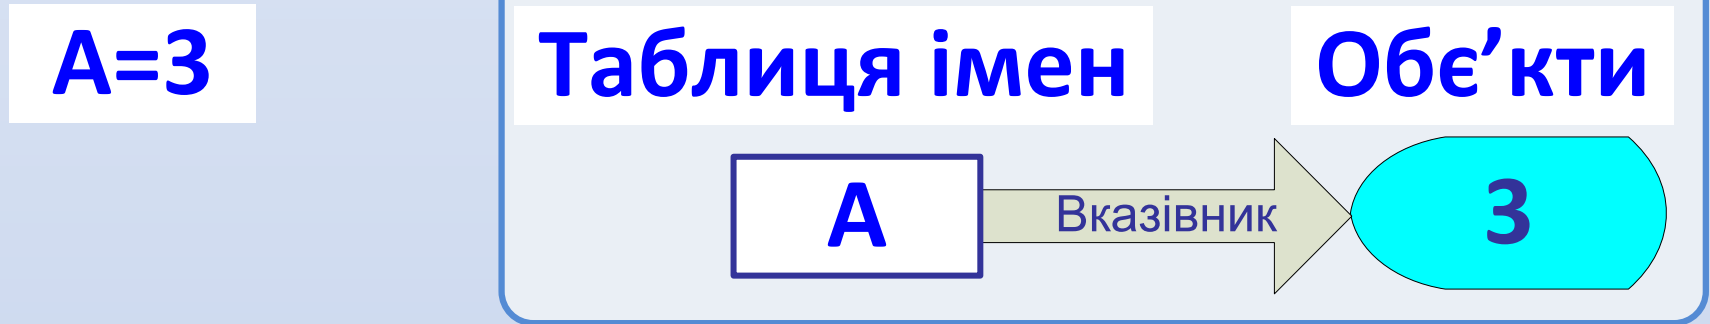 А=3
Таблиця імен
Обє’кти
А
Вказівник
3